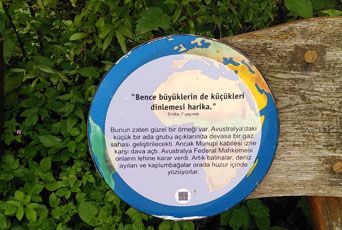 "Bence büyüklerin de küçükleri
dinlemesi harika."
Emilia, 7 yaşında
Bunun zaten güzel bir örneği var. Avustralya'daki
küçük bir ada grubu açıklarında devasa bir gaz
sahası geliştirilecekti. Ancak Munupi kabilesi izne
karşı dava açtı. Avustralya Federal Mahkemesi
onların lehine karar verdi. Artık balinalar, deniz
ayıları ve kaplumbağalar orada huzur içinde
yüzüyorlar.